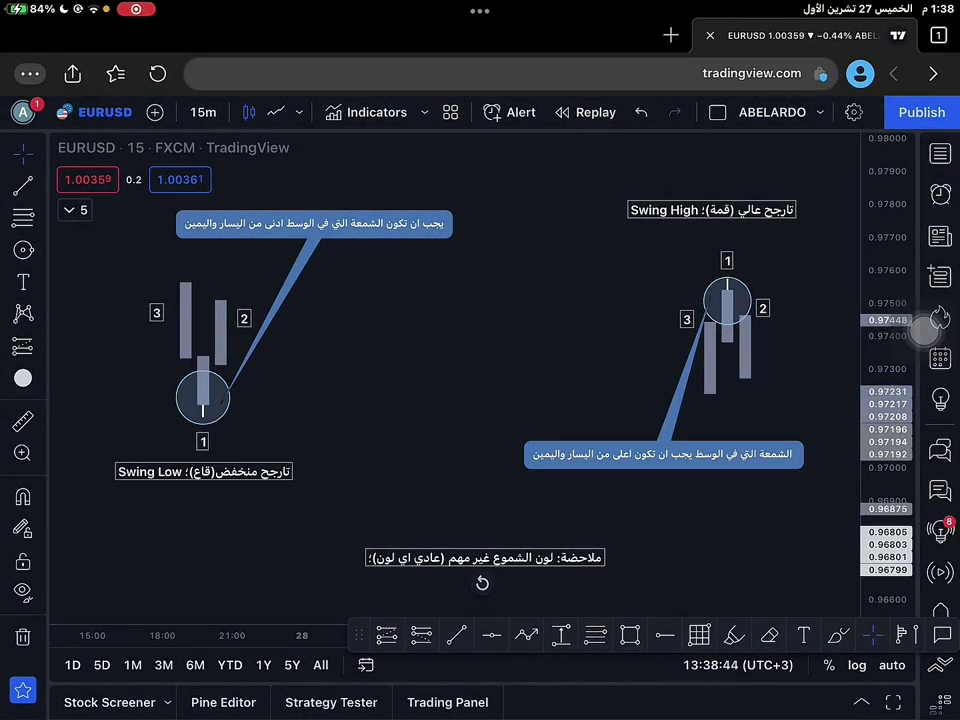 84%
الخميس 27 تشرين الأول
1:38 م
EURUSD 1.00359 ▼ −0.44% ABEL
1
tradingview.com
A
1
EURUSD
15m
Indicators
Alert
Replay
ABELARDO
Publish
EURUSD · 15 · FXCM · TradingView
1.00359
0.2
1.00361
5
يجب ان تكون الشمعة التي في الوسط ادنى من اليسار واليمين
تارجح عالي (قمة)؛ Swing High
3
2
1
1
2
3
تارجح منخفض(قاع)؛ Swing Low
الشمعة التي في الوسط يجب ان تكون اعلى من اليسار واليمين
ملاحضة: لون الشموع غير مهم (عادي اي لون)؛
0.98000
0.97900
0.97800
0.97700
0.97600
0.97500
0.97448
0.97400
0.97300
0.97231
0.97217
0.97208
0.97196
0.97194
0.97192
0.97000
0.96900
0.96875
0.96805
0.96803
0.96801
0.96799
0.96600
8
15:00 18:00 21:00 28
1D 5D 1M 3M 6M YTD 1Y 5Y All
13:38:44 (UTC+3)
% log auto
Stock Screener Pine Editor Strategy Tester Trading Panel